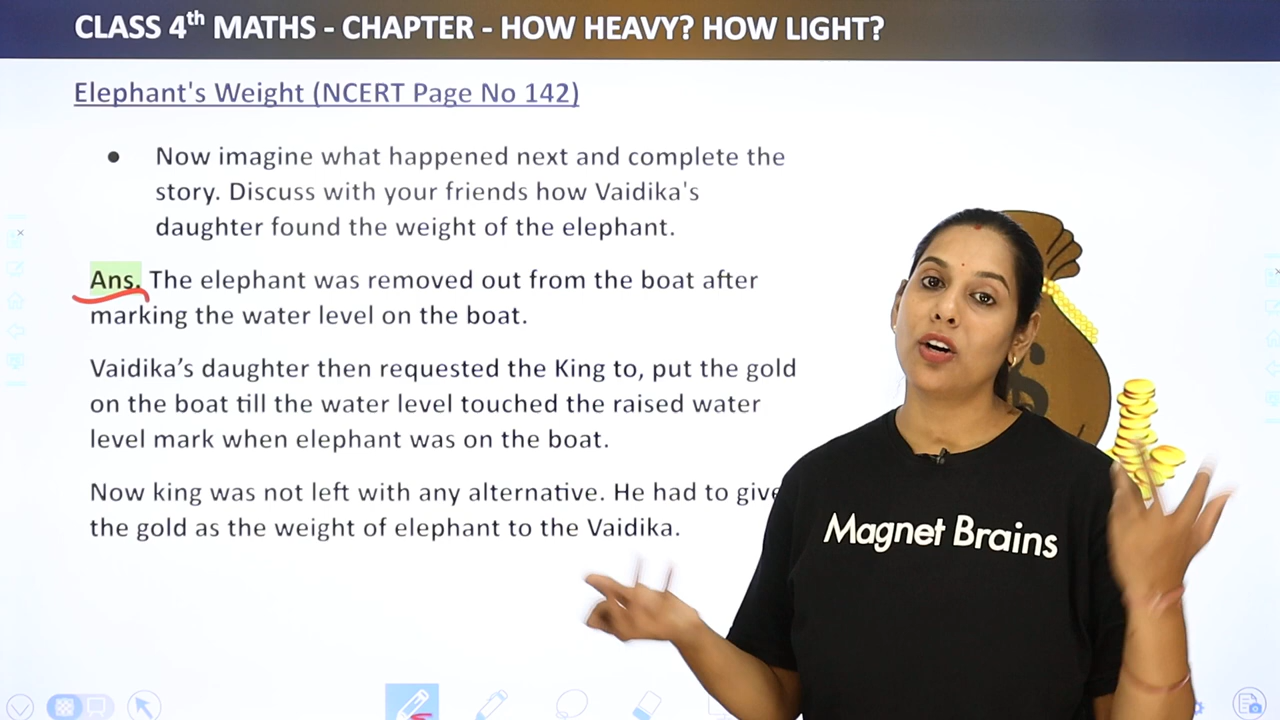 CLASS 4th MATHS - CHAPTER - HOW HEAVY? HOW LIGHT?
Elephant's Weight (NCERT Page No 142)
● Now imagine what happened next and complete the
story. Discuss with your friends how Vaidika's
daughter found the weight of the elephant.
Ans. The elephant was removed out from the boat after
marking the water level on the boat.
Vaidika’s daughter then requested the King to, put the gold
on the boat till the water level touched the raised water
level mark when elephant was on the boat.
Now king was not left with any alternative. He had to give
the gold as the weight of elephant to the Vaidika.
$
Magnet Brains